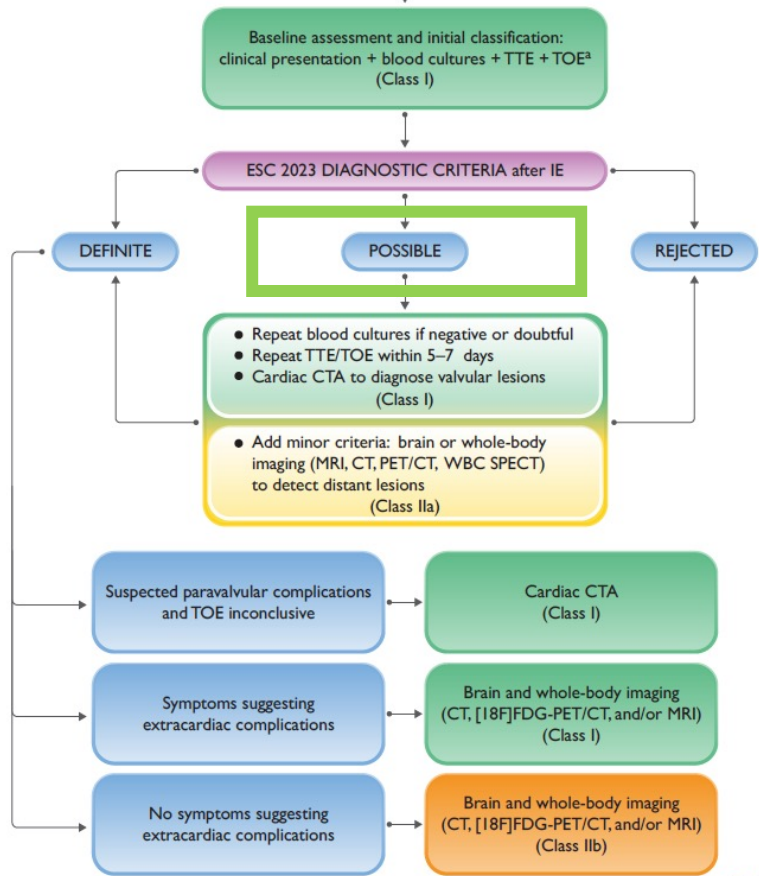 Baseline assessment and initial classification:
clinical presentation + blood cultures + TTE + TOEª
(Class I)
ESC 2023 DIAGNOSTIC CRITERIA after IE
DEFINITE
POSSIBLE
REJECTED
• Repeat blood cultures if negative or doubtful
• Repeat TTE/TOE within 5–7 days
• Cardiac CTA to diagnose valvular lesions
(Class I)
• Add minor criteria: brain or whole-body
imaging (MRI, CT, PET/CT, WBC SPECT)
to detect distant lesions
(Class IIa)
Suspected paravalvular complications
and TOE inconclusive
Cardiac CTA
(Class I)
Symptoms suggesting
extracardiac complications
Brain and whole-body imaging
(CT, [18F]FDG-PET/CT, and/or MRI)
(Class I)
No symptoms suggesting
extracardiac complications
Brain and whole-body imaging
(CT, [18F]FDG-PET/CT, and/or MRI)
(Class IIb)